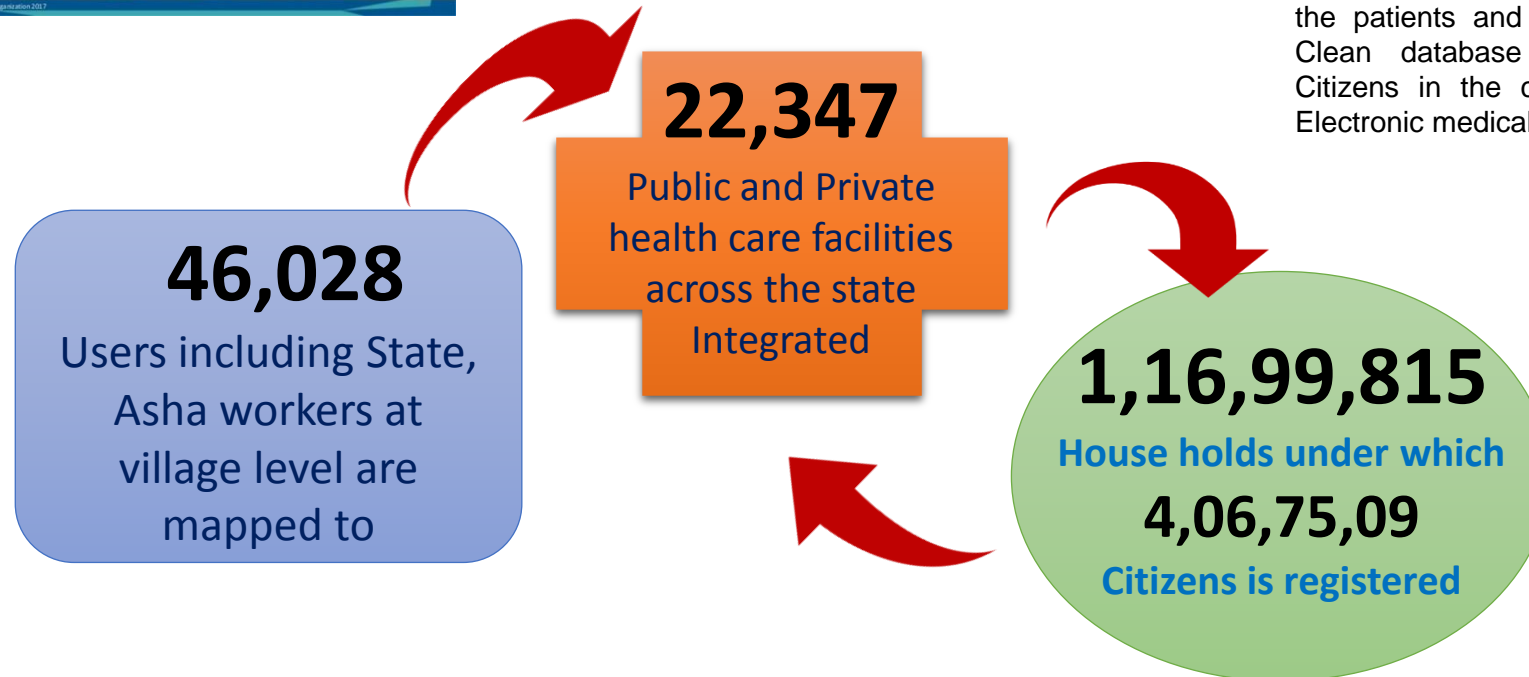 ganization 2017
the patients and
Clean database
Citizens in the
Electronic medical
22,347
Public and Private
health care facilities
across the state
Integrated
46,028
Users including State,
Asha workers at
village level are
mapped to
1,16,99,815
House holds under which
4,06,75,09
Citizens is registered